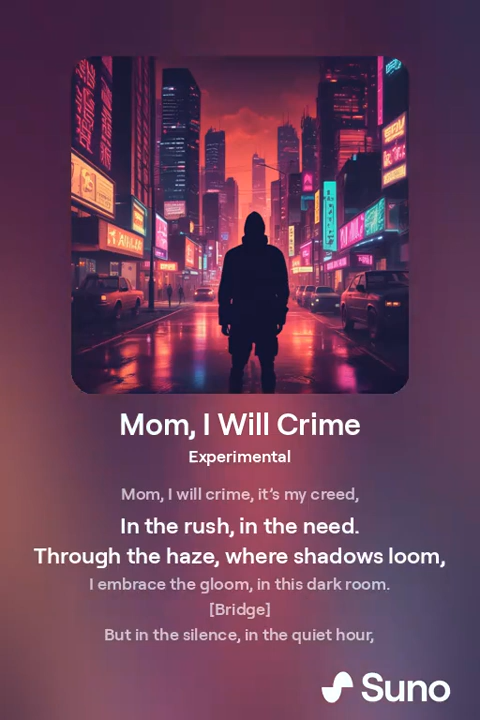 Mom, I Will Crime
Experimental
Mom, I will crime, it's my creed,
In the rush, in the need.
Through the haze, where shadows loom,
I embrace the gloom, in this dark room.
[Bridge]
But in the silence, in the quiet hour,
Suno